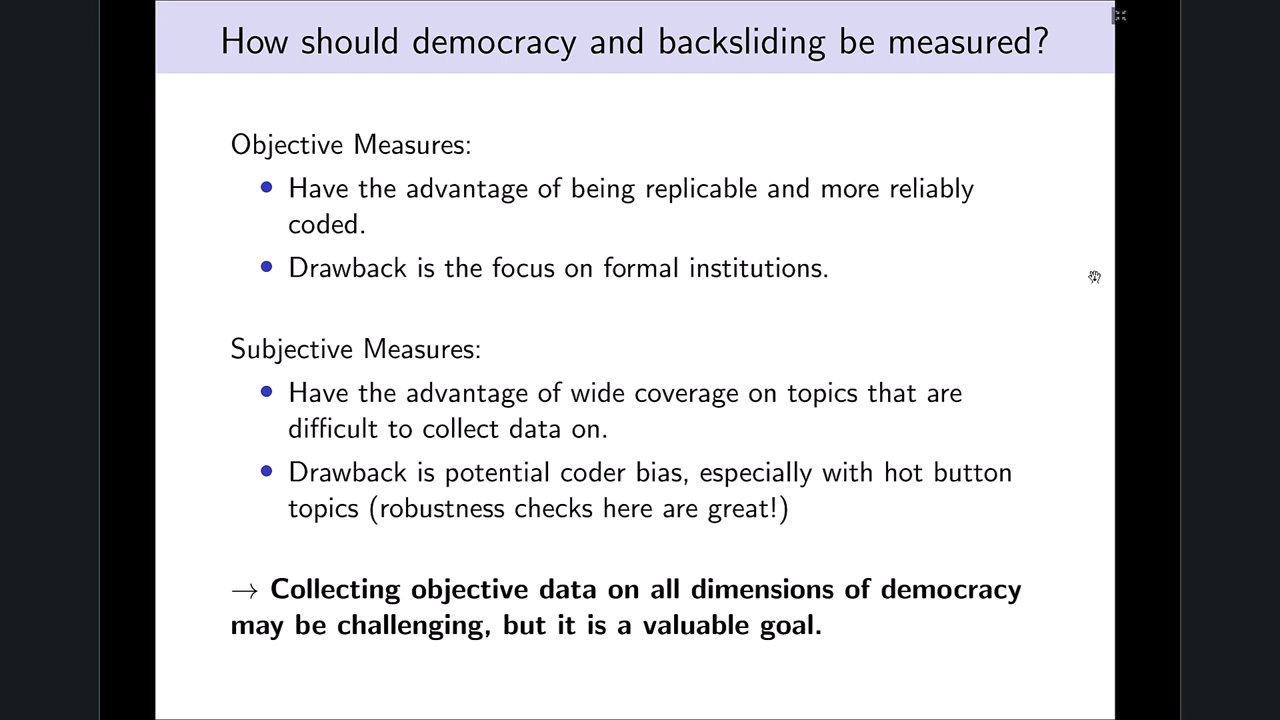 How should democracy and backsliding be measured?
Objective Measures:
• Have the advantage of being replicable and more reliably
coded.
• Drawback is the focus on formal institutions.
Subjective Measures:
• Have the advantage of wide coverage on topics that are
difficult to collect data on.
• Drawback is potential coder bias, especially with hot button
topics (robustness checks here are great!)
→ Collecting objective data on all dimensions of democracy
may be challenging, but it is a valuable goal.